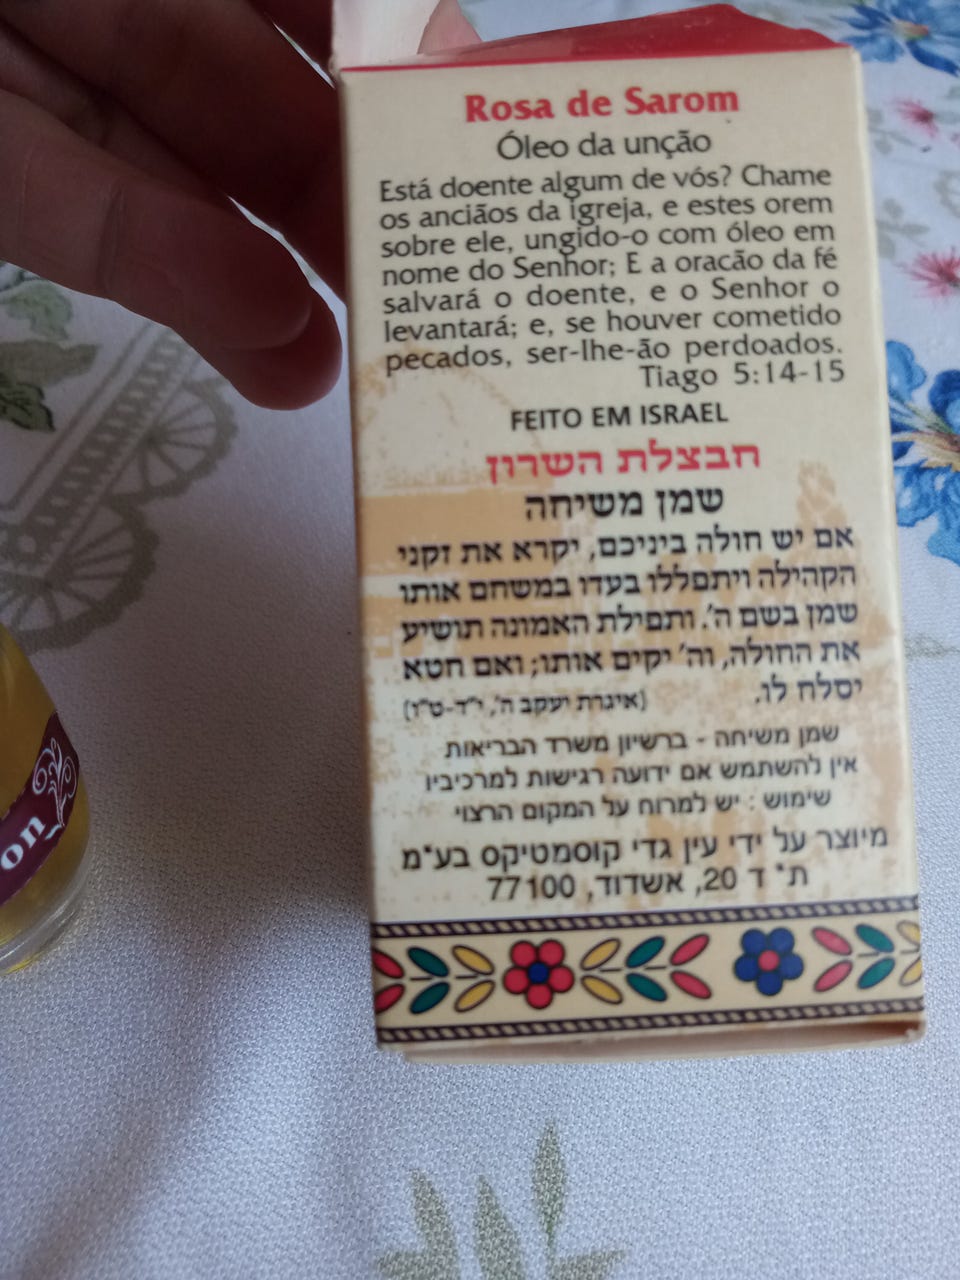 Rosa de Sarom
Óleo da unção
Está doente algum de vós? Chame
os anciãos da igreja, e estes orem
sobre ele, ungido-o com óleo em
nome do Senhor; E a oracão da fé
salvará o doente, e o Senhor o
levantará; e, se houver cometido
pecados, ser-lhe-ão perdoados.
Tiago 5:14-15
FEITO EM ISRAEL
חבצלת השרון
שמן משיחה
אם יש חולה ביניכם, יקרא את זקני
הקהילה ויתפללו בעדו במשחם אותו
שמן בשם ה'. ותפילת האמונה תושיע
את החולה, וה' יקים אותו; ואם חטא
יסלח לו. (איגרת יעקב ה', י"ד-ט"ו)
שמן משיחה - ברשיון משרד הבריאות
אין להשתמש אם ידועה רגישות למרכיביו
שימוש : יש למרוח על המקום הרצוי
מיוצר על ידי עין גדי קוסמטיקס בע"מ
ת" ד 20, אשדוד, 77100
on